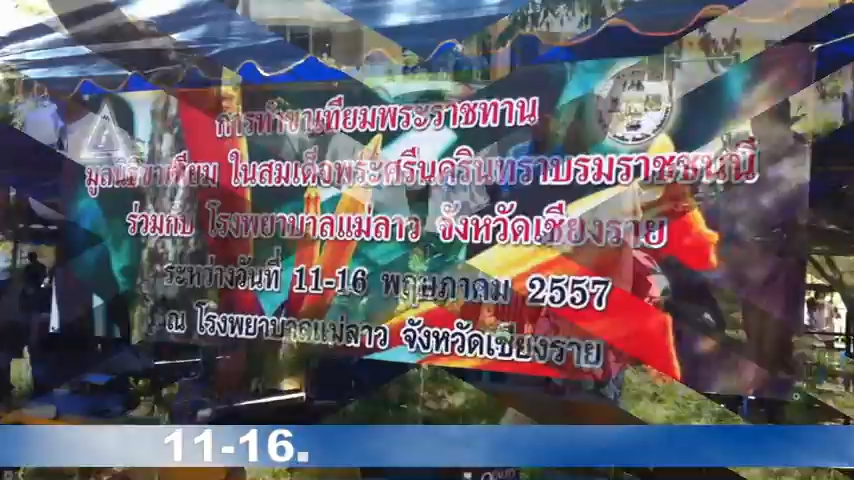 การทำขาเทียมพระราชทาน
มูลนิธิขาเทียม ในสมเด็จพระศรีนครินทราบรมราชชนนี
ร่วมกับ โรงพยาบาลแม่ลาว จังหวัดเชียงราย
ระหว่างวันที่ 11-16 พฤษภาคม 2557
ณ โรงพยาบาลแม่ลาว จังหวัดเชียงราย
11-16.